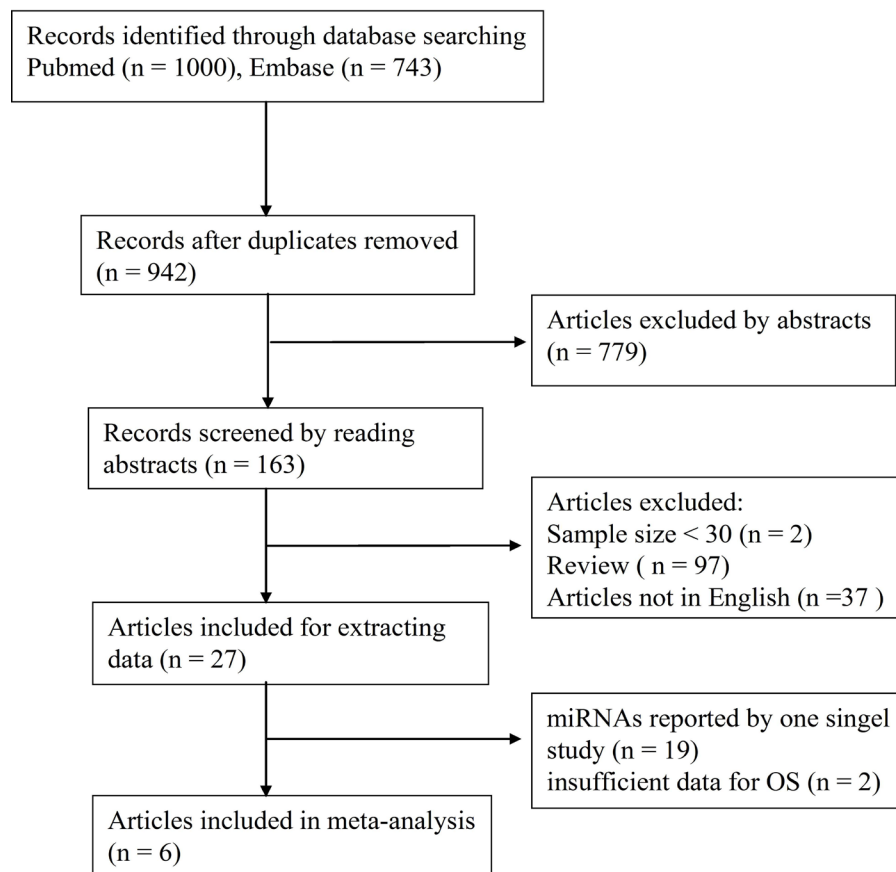 Records identified through database searching
Pubmed (n = 1000), Embase (n = 743)
Records after duplicates removed
(n = 942)
Articles excluded by abstracts
(n = 779)
Records screened by reading
abstracts (n = 163)
Articles excluded:
Sample size < 30 (n = 2)
Review ( n = 97)
Articles not in English (n =37 )
Articles included for extracting
data (n = 27)
miRNAs reported by one singel
study (n = 19)
insufficient data for OS (n = 2)
Articles included in meta-analysis
(n = 6)